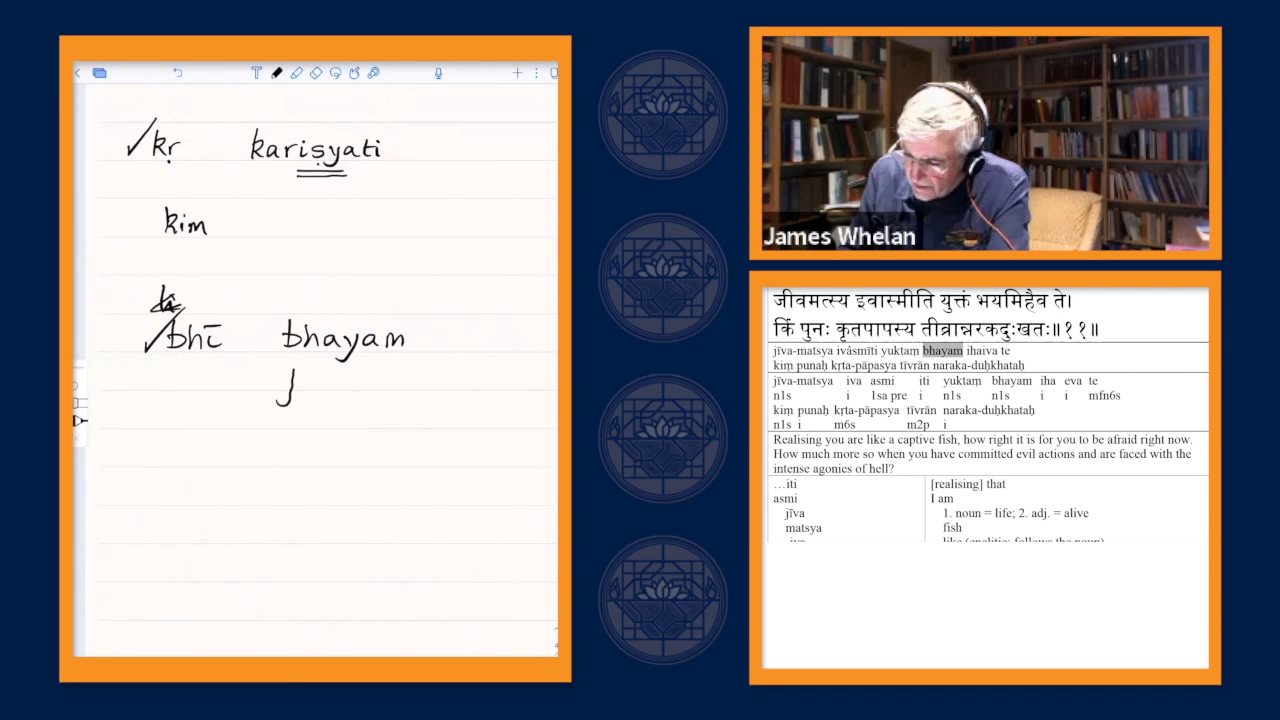 √kṛ kariṣyati
kim
√bhī bhayam
J
James Whelan
जीवमत्स्य इवास्मीति युक्तं भयमिहैव ते।
किं पुनः कृतपापस्य तीव्रान्नरकदुःखतः॥११॥
jīva-matsya ivâsmīti yuktaṃ bhayam ihaiva te
kiṃ punaḥ kṛta-pāpasya tīvrān naraka-duḥkhataḥ
jīva-matsya iva asmi iti yuktaṃ bhayam iha eva te
n1s i 1sa pre i n1s n1s i i mfn6s
kiṃ punaḥ kṛta-pāpasya tīvrān naraka-duḥkhataḥ
n1s i m6s m2p i
Realising you are like a captive fish, how right it is for you to be afraid right now.
How much more so when you have committed evil actions and are faced with the
intense agonies of hell?
…iti [realising] that
asmi I am
jīva 1. noun = life; 2. adj. = alive
matsya fish